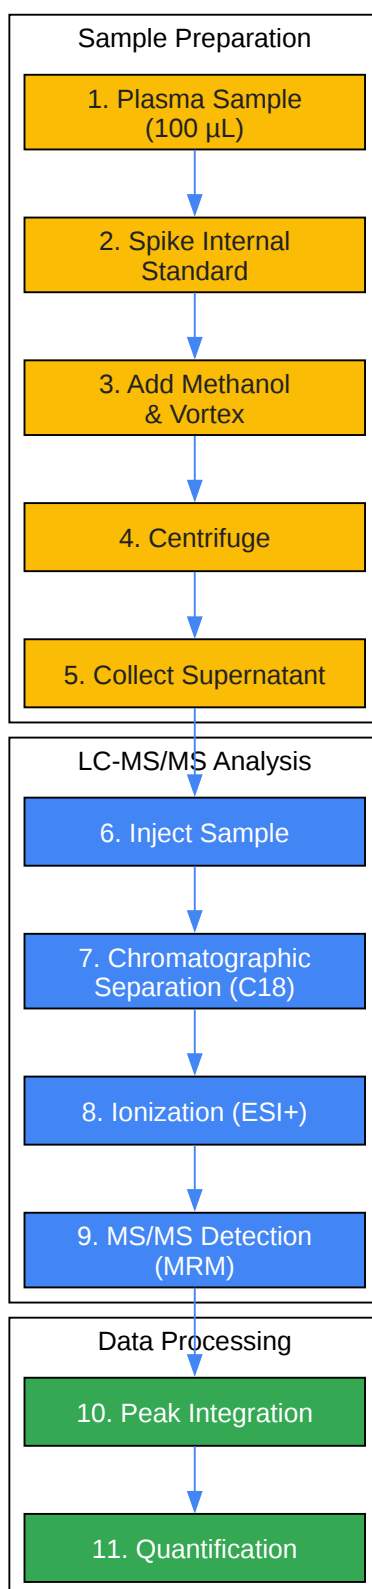 Sample Preparation
1. Plasma Sample
(100 µL)
2. Spike Internal
Standard
3. Add Methanol
& Vortex
4. Centrifuge
5. Collect Supernatant
LC-MS/MS Analysis
6. Inject Sample
7. Chromatographic
Separation (C18)
8. Ionization (ESI+)
9. MS/MS Detection
(MRM)
Data Processing
10. Peak Integration
11. Quantification